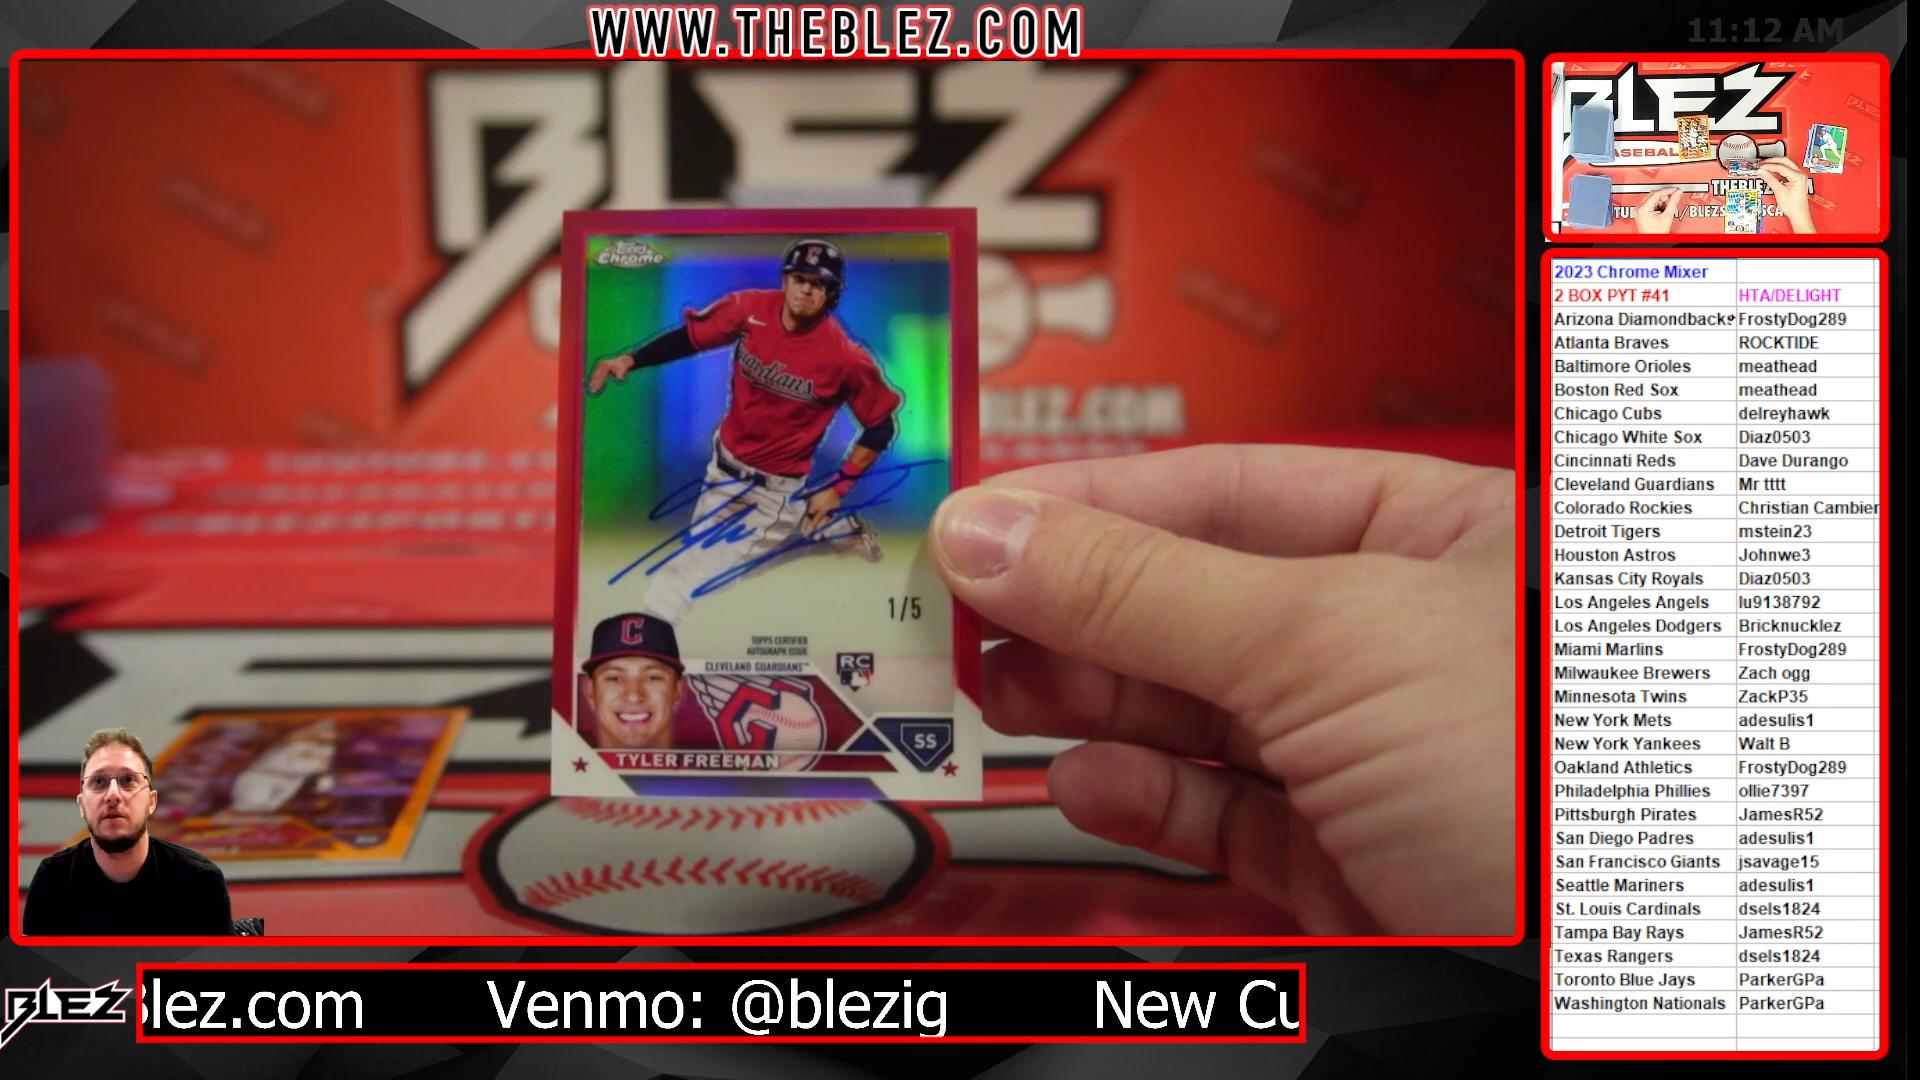 WWW.THEBLEZ.COM
11:12 AM
BLEZ
Topps
Chrome
Guardians
1/5
TOPPS CERTIFIED
AUTOGRAPH ISSUE
CLEVELAND GUARDIANS™
RC
SS
TYLER FREEMAN
BLEZ
ASEBAL
THEBLEZ
2023 Chrome Mixer
2 BOX PYT #41 HTA/DELIGHT
Arizona Diamondbacks FrostyDog289
Atlanta Braves ROCKTIDE
Baltimore Orioles meathead
Boston Red Sox meathead
Chicago Cubs delreyhawk
Chicago White Sox Diaz0503
Cincinnati Reds Dave Durango
Cleveland Guardians Mr tttt
Colorado Rockies Christian Cambier
Detroit Tigers mstein23
Houston Astros Johnwe3
Kansas City Royals Diaz0503
Los Angeles Angels lu9138792
Los Angeles Dodgers Bricknucklez
Miami Marlins FrostyDog289
Milwaukee Brewers Zach ogg
Minnesota Twins ZackP35
New York Mets adesulis1
New York Yankees Walt B
Oakland Athletics FrostyDog289
Philadelphia Phillies ollie7397
Pittsburgh Pirates JamesR52
San Diego Padres adesulis1
San Francisco Giants jsavage15
Seattle Mariners adesulis1
St. Louis Cardinals dsels1824
Tampa Bay Rays JamesR52
Texas Rangers dsels1824
Toronto Blue Jays ParkerGPa
Washington Nationals ParkerGPa
BLEZ
Blez.com Venmo: @blezig New Cu